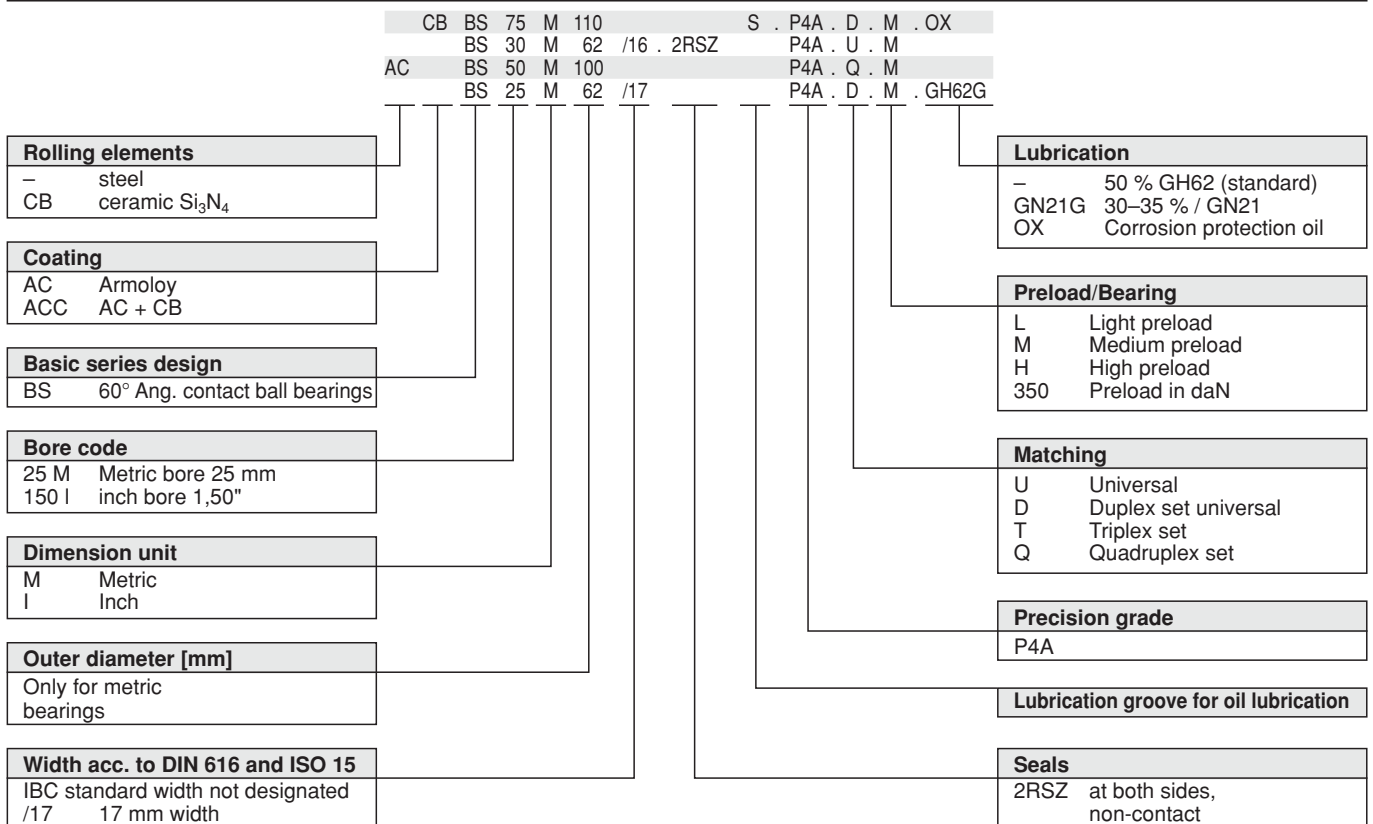 CB BS 75 M 110 S . P4A . D . M . OX
BS 30 M 62 /16 . 2RSZ P4A . U . M
AC BS 50 M 100 P4A . Q . M
BS 25 M 62 /17 P4A . D . M . GH62G
Rolling elements
– steel
CB ceramic Si₃N₄
Coating
AC Armoloy
ACC AC + CB
Basic series design
BS 60° Ang. contact ball bearings
Bore code
25 M Metric bore 25 mm
150 I inch bore 1,50"
Dimension unit
M Metric
I Inch
Outer diameter [mm]
Only for metric
bearings
Width acc. to DIN 616 and ISO 15
IBC standard width not designated
/17 17 mm width
Lubrication
– 50 % GH62 (standard)
GN21G 30–35 % / GN21
OX Corrosion protection oil
Preload/Bearing
L Light preload
M Medium preload
H High preload
350 Preload in daN
Matching
U Universal
D Duplex set universal
T Triplex set
Q Quadruplex set
Precision grade
P4A
Lubrication groove for oil lubrication
Seals
2RSZ at both sides,
non-contact